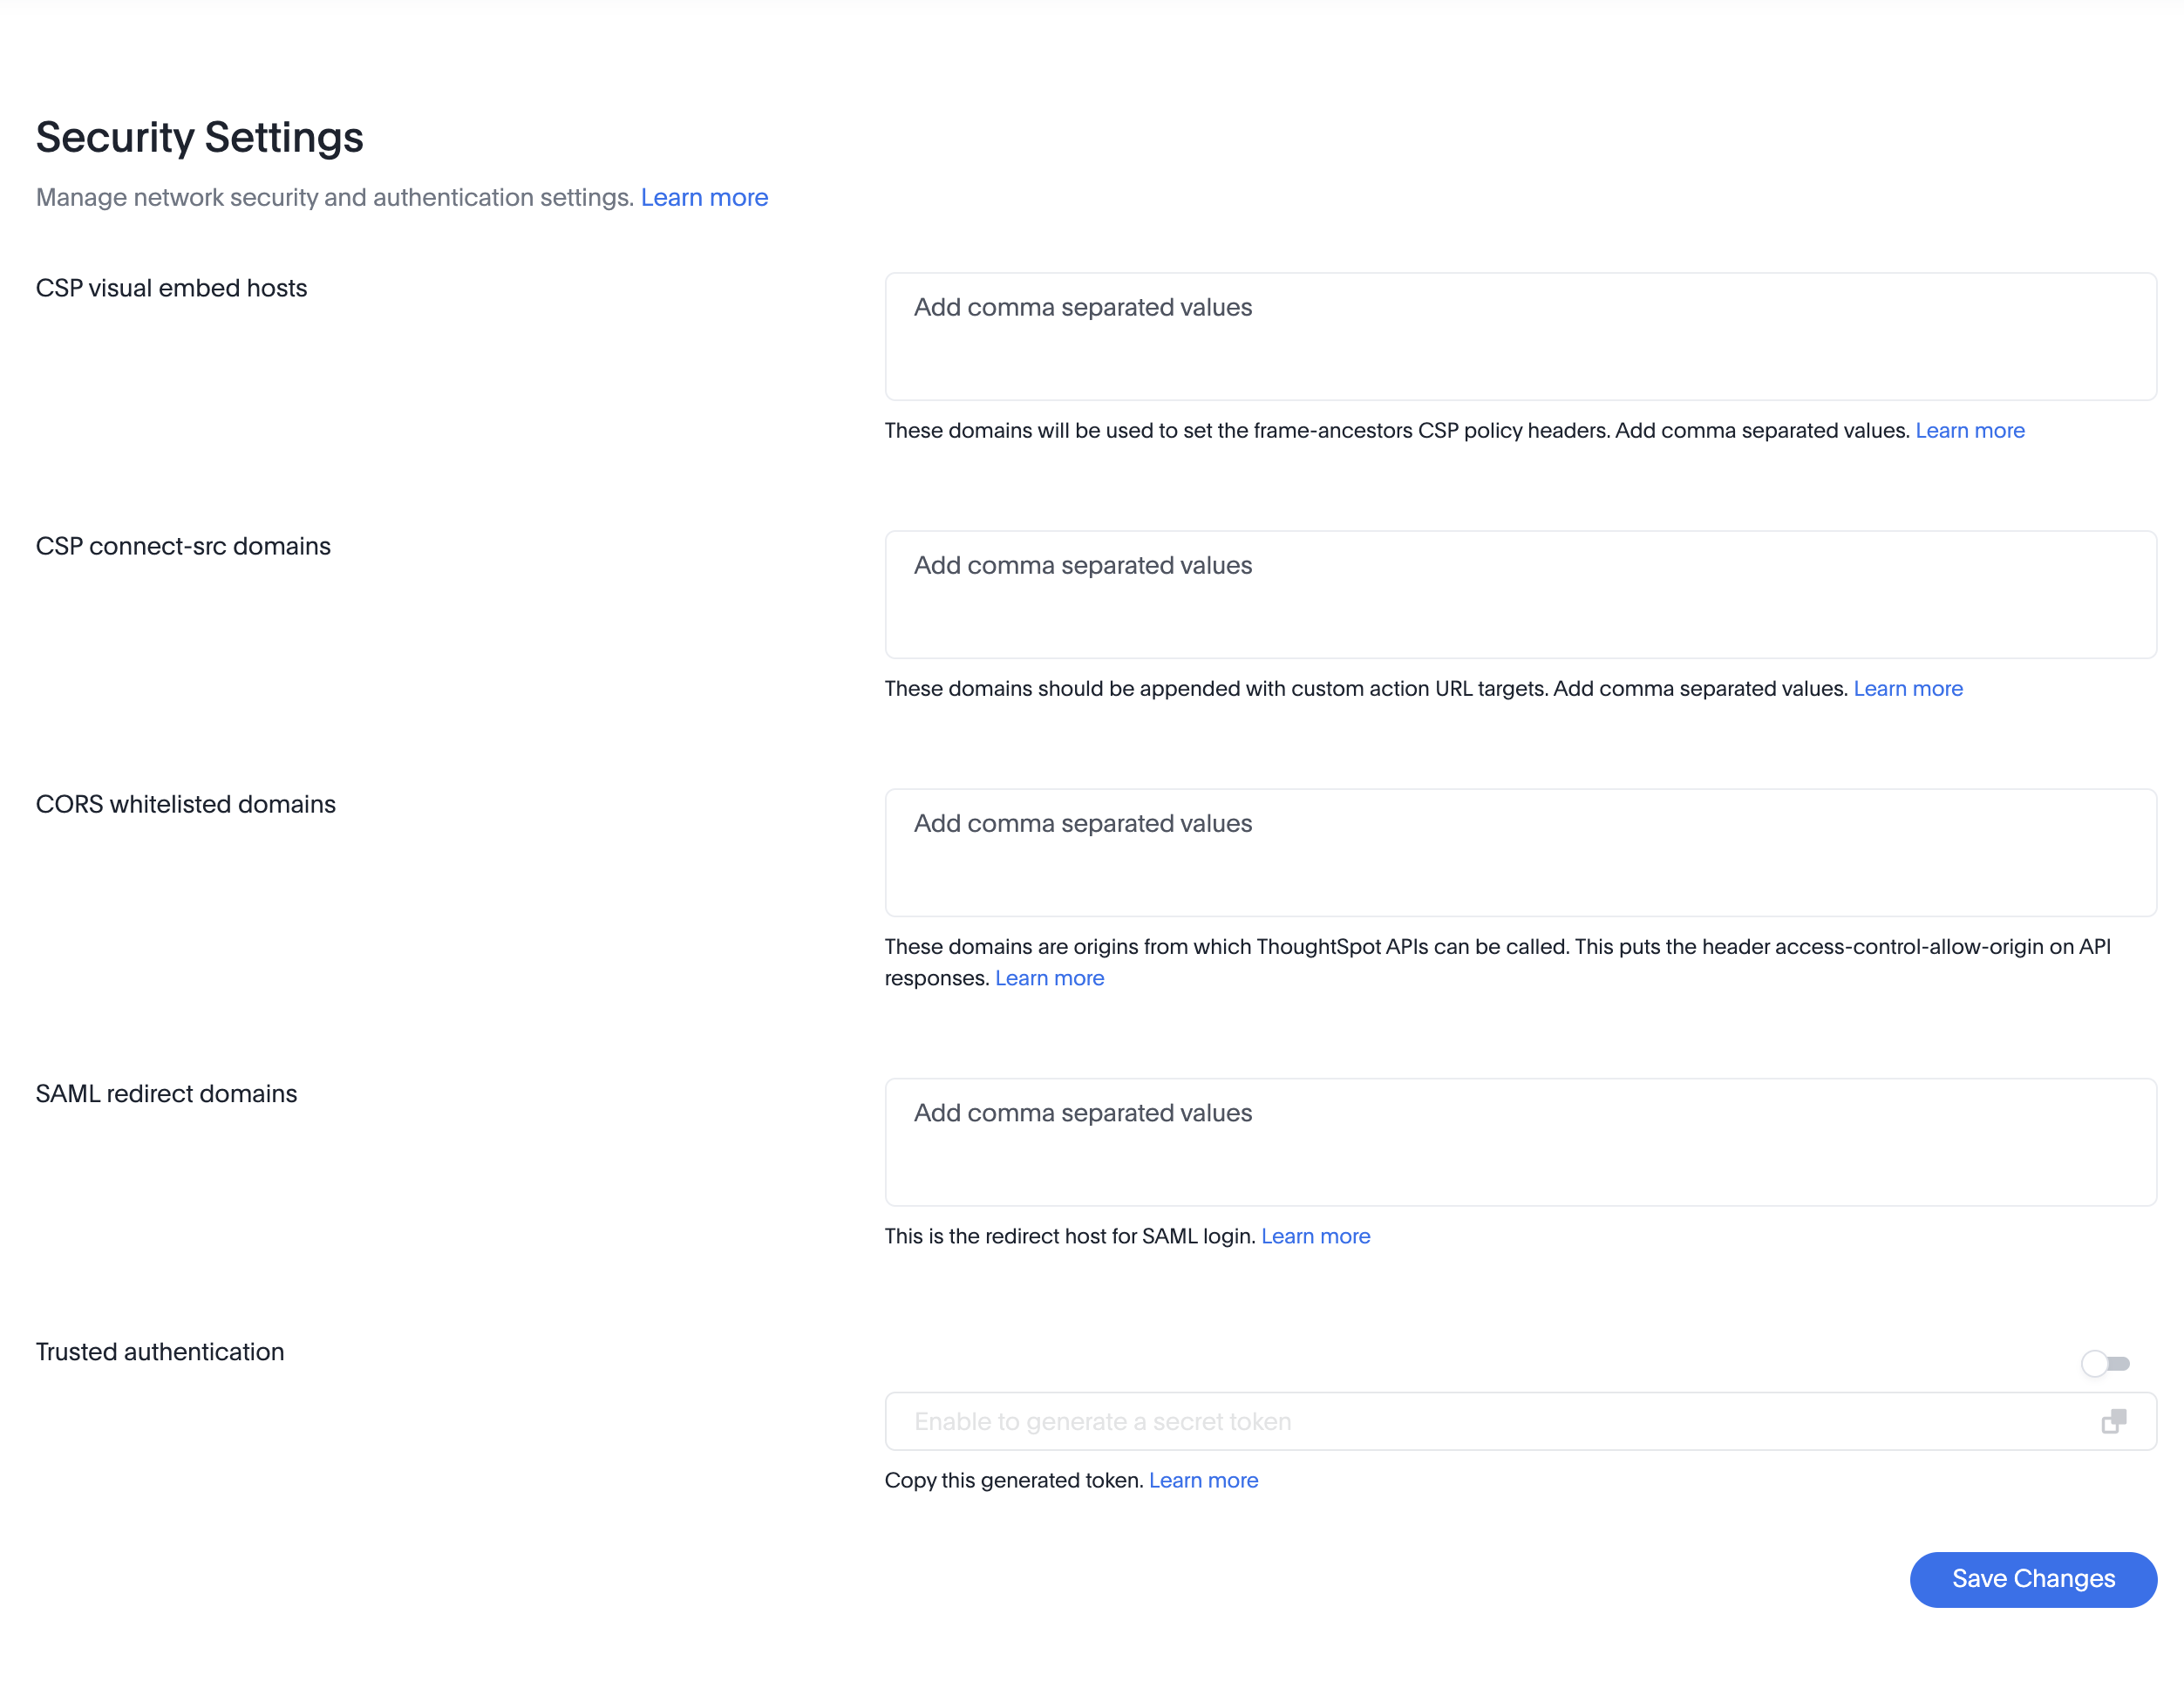 Security Settings
Manage network security and authentication settings. Learn more
CSP visual embed hosts
Add comma separated values
These domains will be used to set the frame-ancestors CSP policy headers. Add comma separated values. Learn more
CSP connect-src domains
Add comma separated values
These domains should be appended with custom action URL targets. Add comma separated values. Learn more
CORS whitelisted domains
Add comma separated values
These domains are origins from which ThoughtSpot APIs can be called. This puts the header access-control-allow-origin on API
responses. Learn more
SAML redirect domains
Add comma separated values
This is the redirect host for SAML login. Learn more
Trusted authentication
Enable to generate a secret token
Copy this generated token. Learn more
Save Changes